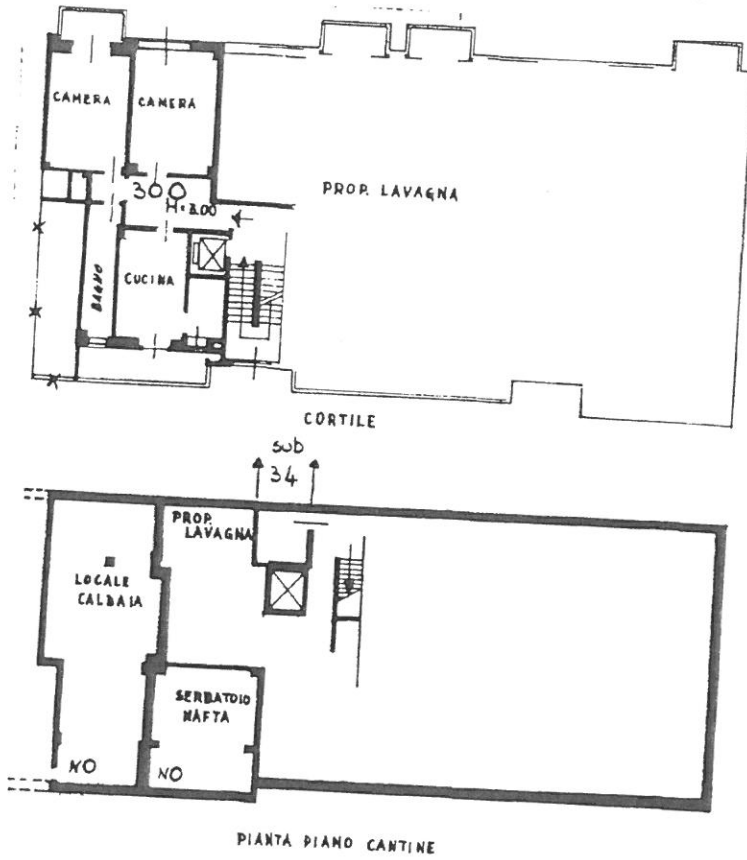 CAMERA
CAMERA
PROP. LAVAGNA
30
H=3.00
BAGNO
CUCINA
CORTILE
sub
34
PROP.
LAVAGNA
LOCALE
CALDAIA
SERBATOIO
NAFTA
NO
NO
PIANTA PIANO CANTINE